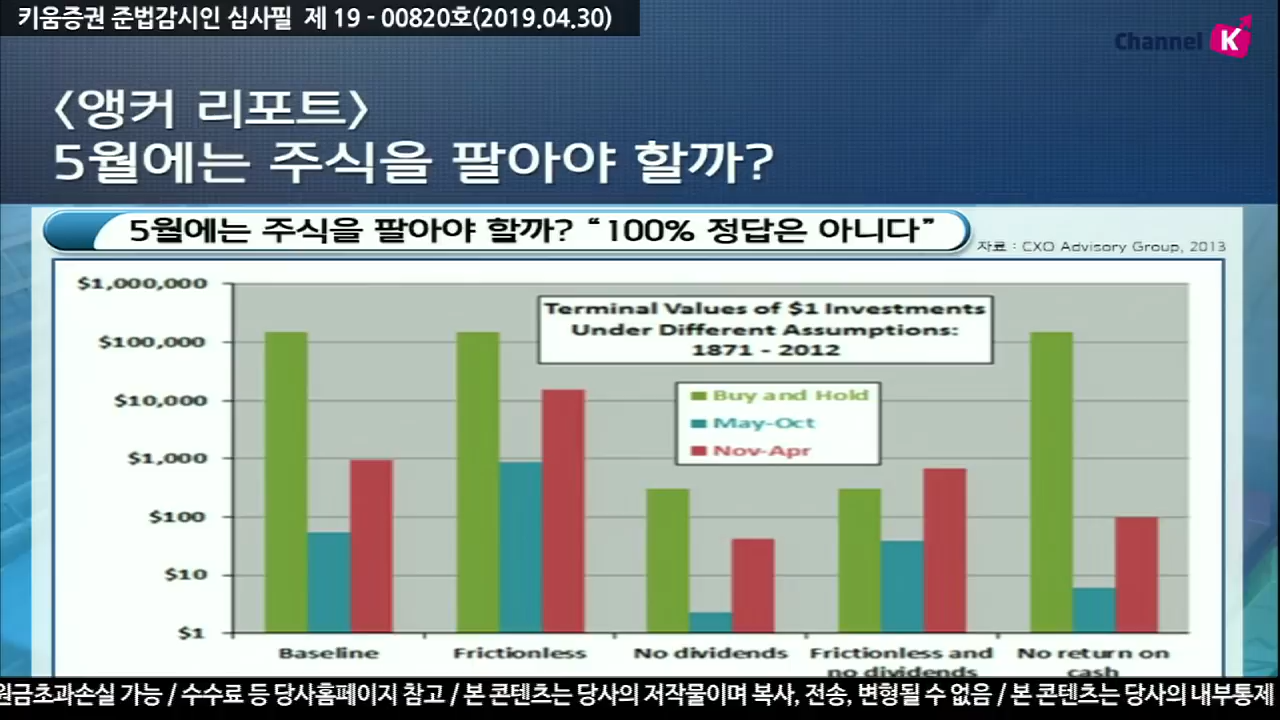 키움증권 준법감시인 심사필 제 19 - 00820호(2019.04.30)
Channel K
<앵커 리포트>
5월에는 주식을 팔아야 할까?
5월에는 주식을 팔아야 할까? “100% 정답은 아니다”
자료 : CXO Advisory Group, 2013
$1,000,000
$100,000
$10,000
$1,000
$100
$10
$1
Terminal Values of $1 Investments
Under Different Assumptions:
1871 - 2012
Buy and Hold
May-Oct
Nov-Apr
Baseline
Frictionless
No dividends
Frictionless and
no dividends
No return on
cash
원금초과손실 가능 / 수수료 등 당사홈페이지 참고 / 본 콘텐츠는 당사의 저작물이며 복사, 전송, 변형될 수 없음 / 본 콘텐츠는 당사의 내부통제